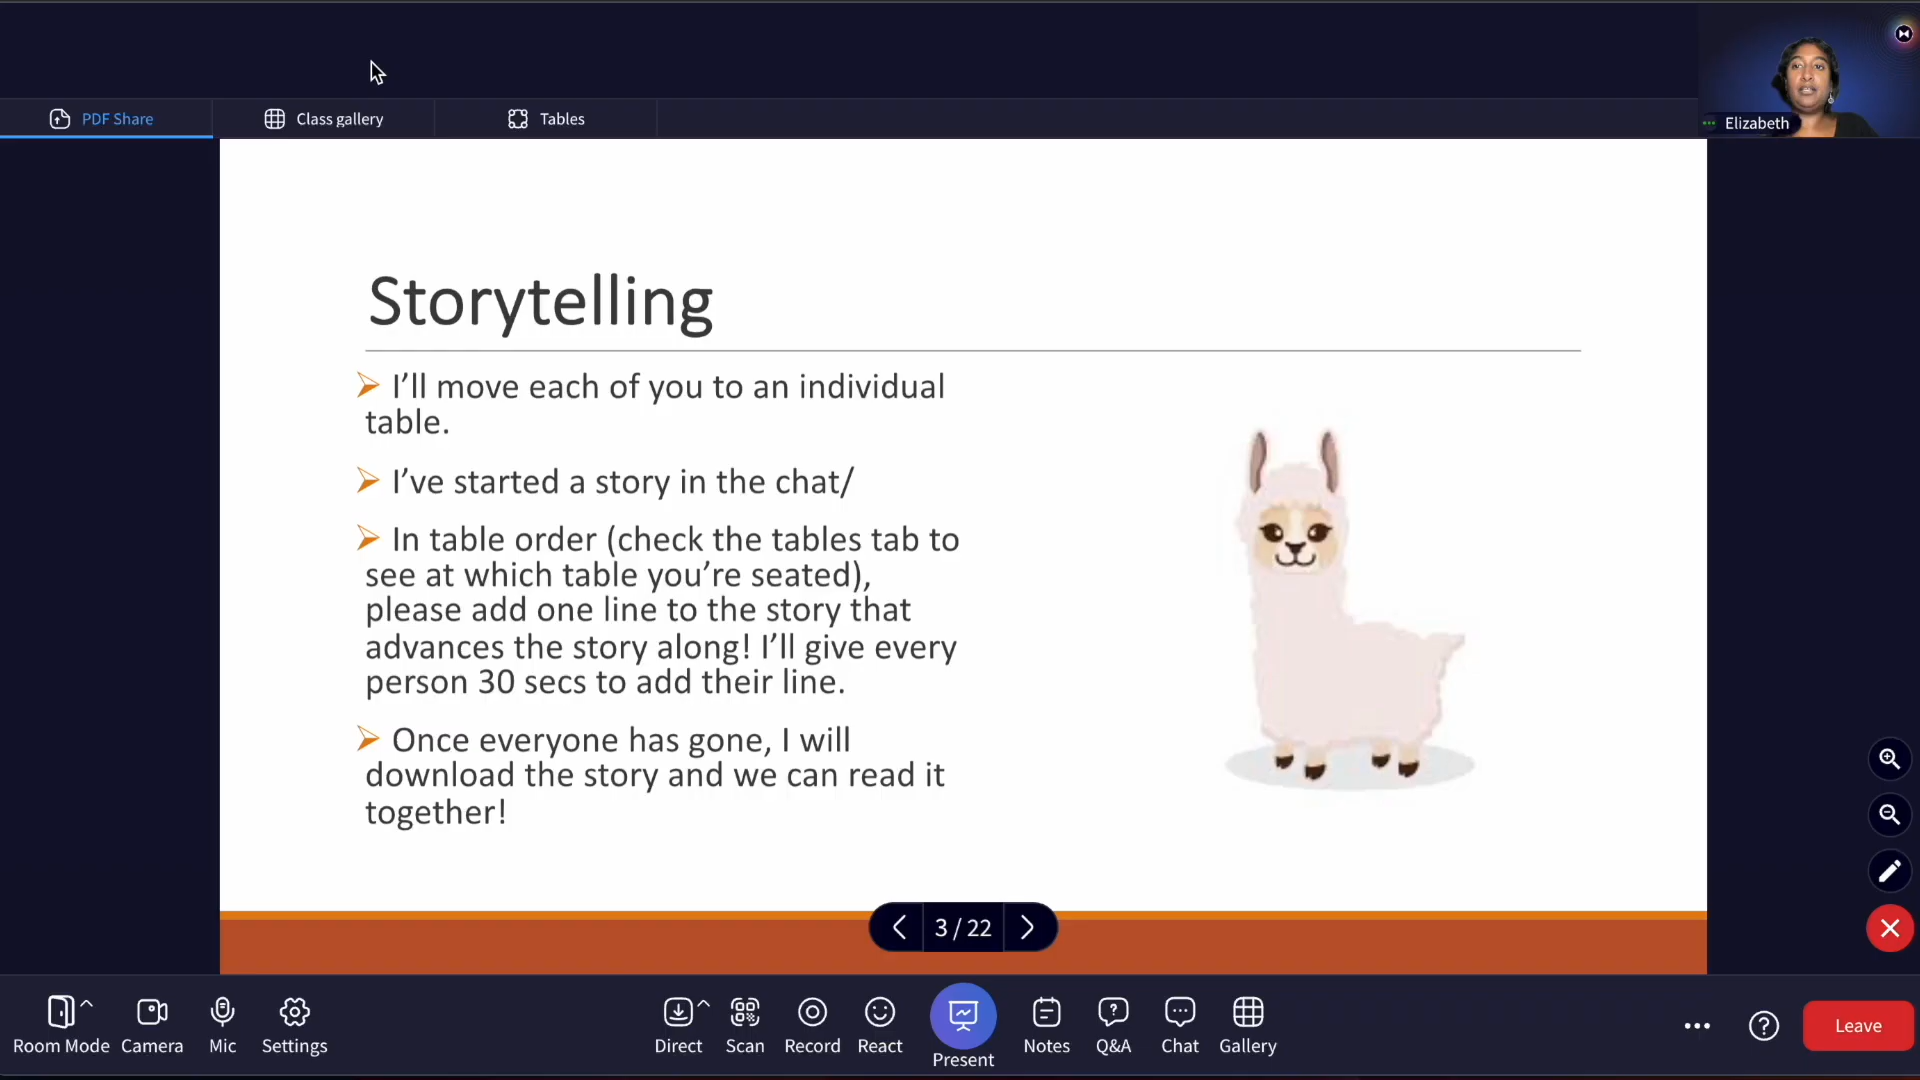 PDF Share
Class gallery
Tables
Elizabeth
Storytelling
I’ll move each of you to an individual
table.
I’ve started a story in the chat/
In table order (check the tables tab to
see at which table you’re seated),
please add one line to the story that
advances the story along! I’ll give every
person 30 secs to add their line.
Once everyone has gone, I will
download the story and we can read it
together!
3 / 22
Room Mode
Camera
Mic
Settings
Direct
Scan
Record
React
Present
Notes
Q&A
Chat
Gallery
Leave